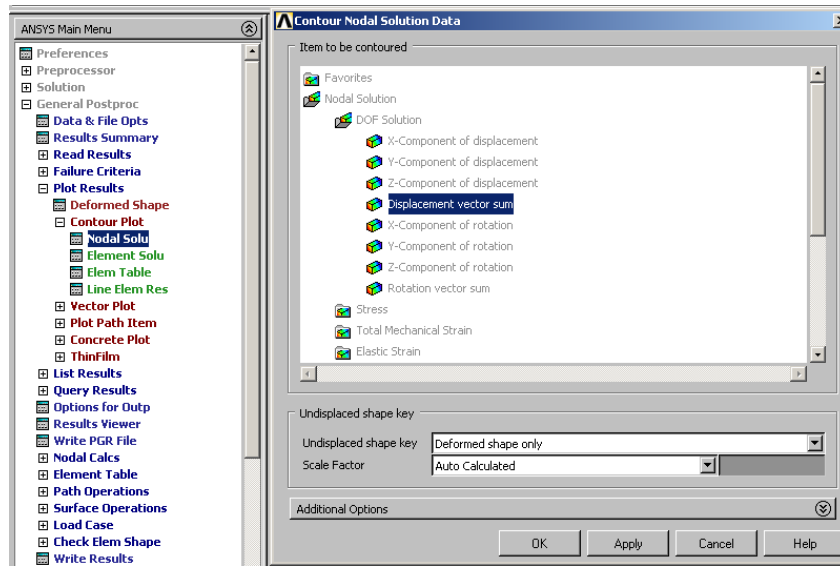 ANSYS Main Menu
Preferences
Preprocessor
Solution
General Postproc
Data & File Opts
Results Summary
Read Results
Failure Criteria
Plot Results
Deformed Shape
Contour Plot
Nodal Solu
Element Solu
Elem Table
Line Elem Res
Vector Plot
Plot Path Item
Concrete Plot
ThinFilm
List Results
Query Results
Options for Outp
Results Viewer
Write PGR File
Nodal Calcs
Element Table
Path Operations
Surface Operations
Load Case
Check Elem Shape
Write Results
Contour Nodal Solution Data
Item to be contoured
Favorites
Nodal Solution
DOF Solution
X-Component of displacement
Y-Component of displacement
Z-Component of displacement
Displacement vector sum
X-Component of rotation
Y-Component of rotation
Z-Component of rotation
Rotation vector sum
Stress
Total Mechanical Strain
Elastic Strain
Undisplaced shape key
Undisplaced shape key Deformed shape only
Scale Factor Auto Calculated
Additional Options
OK Apply Cancel Help